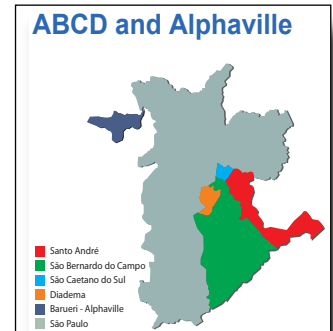 ABCD and Alphaville
Santo André
São Bernardo do Campo
São Caetano do Sul
Diadema
Barueri - Alphaville
São Paulo